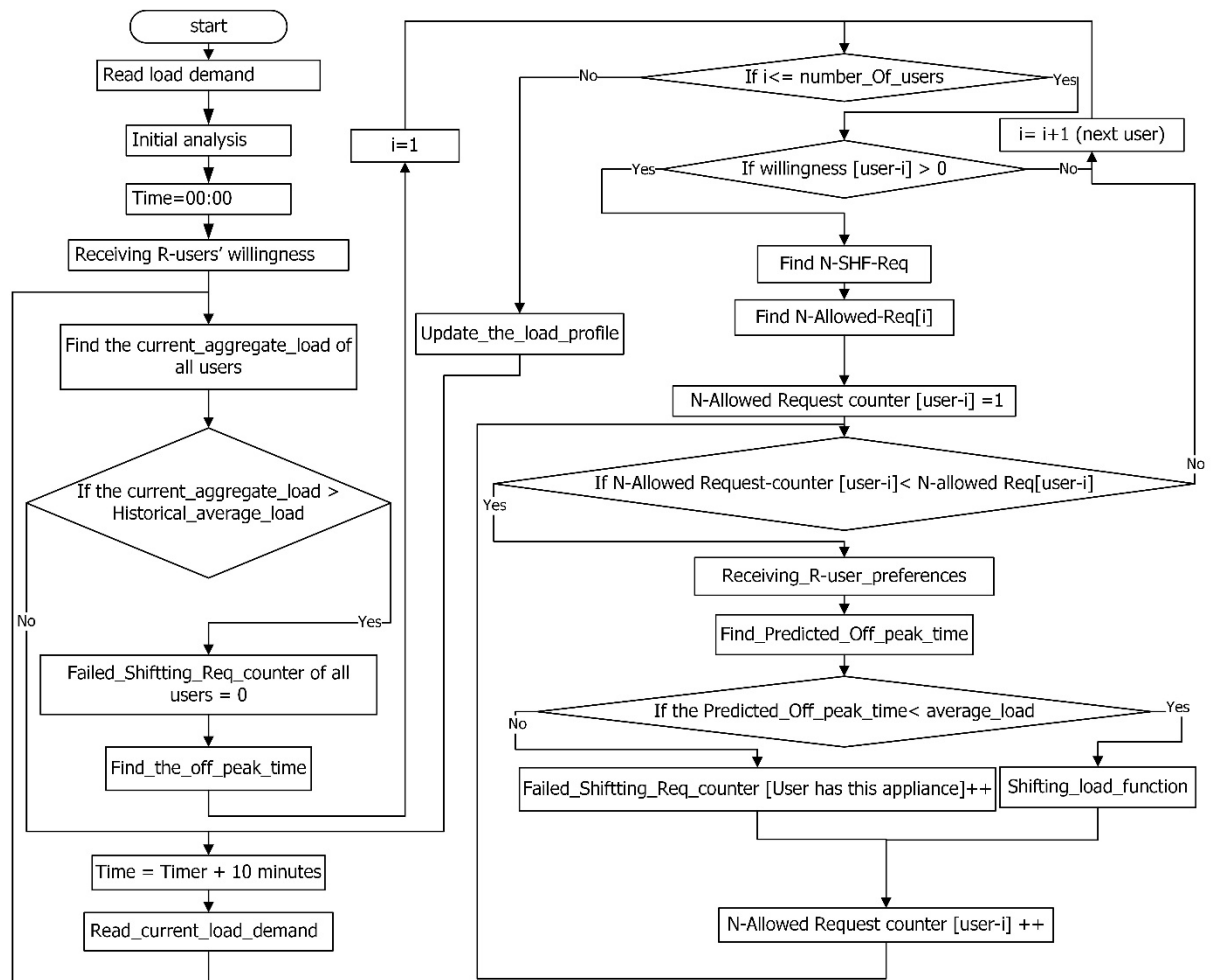 start
Read load demand
Initial analysis
Time=00:00
Receiving R-users’ willingness
Find the current_aggregate_load of
all users
If the current_aggregate_load >
Historical_average_load
No
Yes
Failed_Shiftting_Req_counter of all
users = 0
Find_the_off_peak_time
Time = Timer + 10 minutes
Read_current_load_demand
i=1
If i<= number_Of_users
No
Yes
i= i+1 (next user)
If willingness [user-i] > 0
Yes
No
Find N-SHF-Req
Find N-Allowed-Req[i]
Update_the_load_profile
N-Allowed Request counter [user-i] =1
If N-Allowed Request-counter [user-i]< N-allowed Req[user-i]
Yes
No
Receiving_R-user_preferences
Find_Predicted_Off_peak_time
If the Predicted_Off_peak_time< average_load
No
Yes
Failed_Shiftting_Req_counter [User has this appliance]++
Shifting_load_function
N-Allowed Request counter [user-i] ++